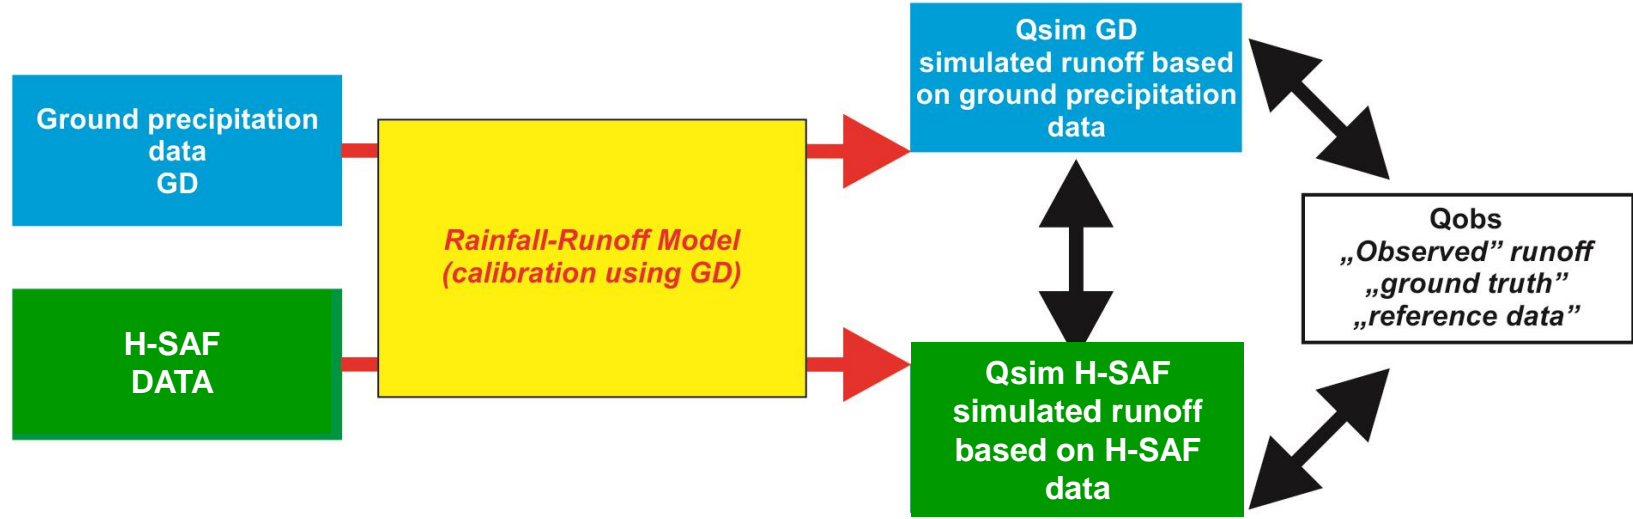 Ground precipitation
data
GD
H-SAF
DATA
Rainfall-Runoff Model
(calibration using GD)
Qsim GD
simulated runoff based
on ground precipitation
data
Qsim H-SAF
simulated runoff
based on H-SAF
data
Qobs
„Observed” runoff
„ground truth”
„reference data”